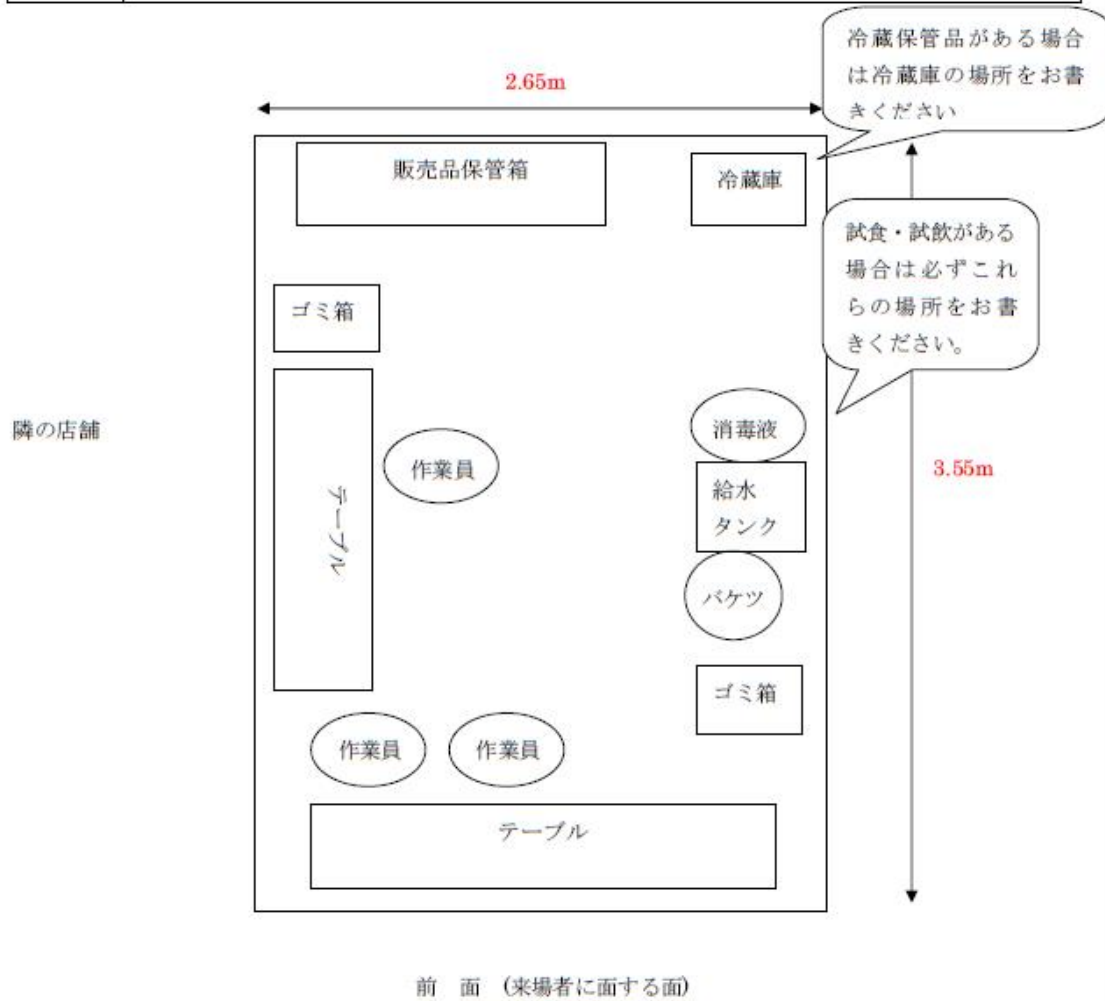 冷蔵保管品がある場合
は冷蔵庫の場所をお書
きください
2.65m
販売品保管箱
冷蔵庫
試食・試飲がある
場合は必ずこれ
らの場所をお書
きください。
ゴミ箱
隣の店舗
消毒液
作業員
3.55m
給水
タンク
テーブル
バケツ
ゴミ箱
作業員
作業員
テーブル
前 面 (来場者に面する面)